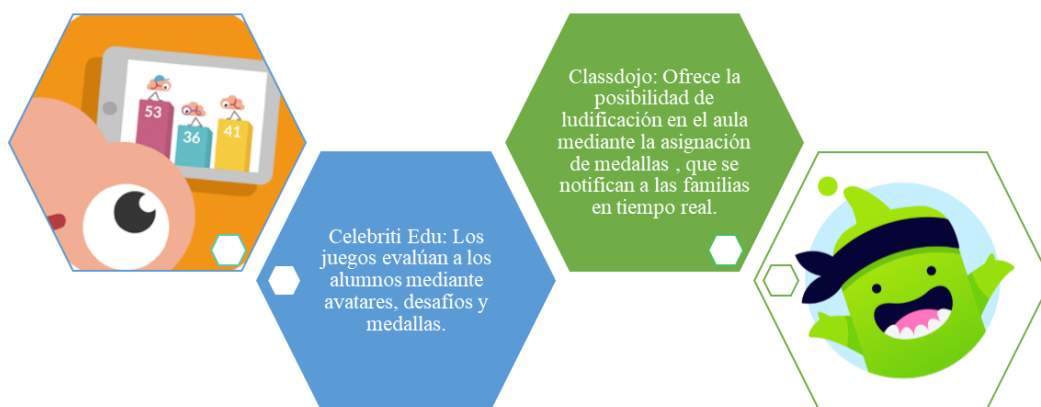 53
36
41
Celebriti Edu: Los
juegos evalúan a los
alumnos mediante
avatares, desafíos y
medallas.
Classdojo: Ofrece la
posibilidad de
ludificación en el aula
mediante la asignación
de medallas , que se
notifican a las familias
en tiempo real.